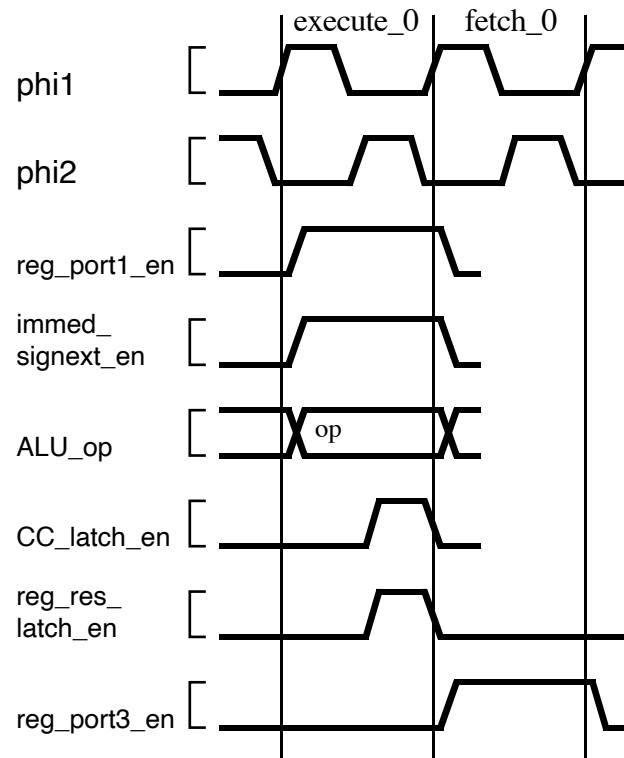 execute_0 fetch_0
phi1
phi2
reg_port1_en
immed_
signext_en
ALU_op op
CC_latch_en
reg_res_
latch_en
reg_port3_en